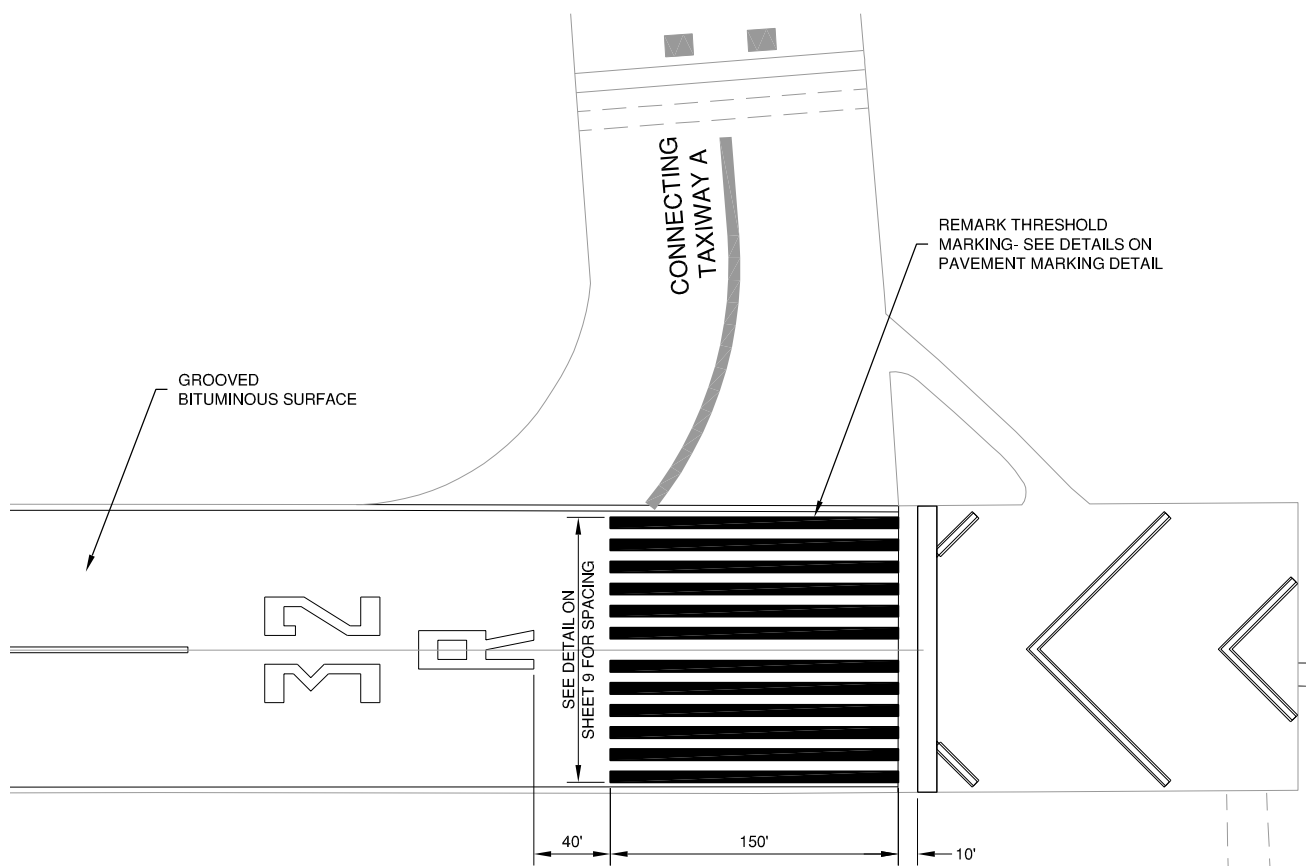 CONNECTING
TAXIWAY A
REMARK THRESHOLD
MARKING- SEE DETAILS ON
PAVEMENT MARKING DETAIL
GROOVED
BITUMINOUS SURFACE
32
R
SEE DETAIL ON
SHEET 9 FOR SPACING
40'
150'
10'